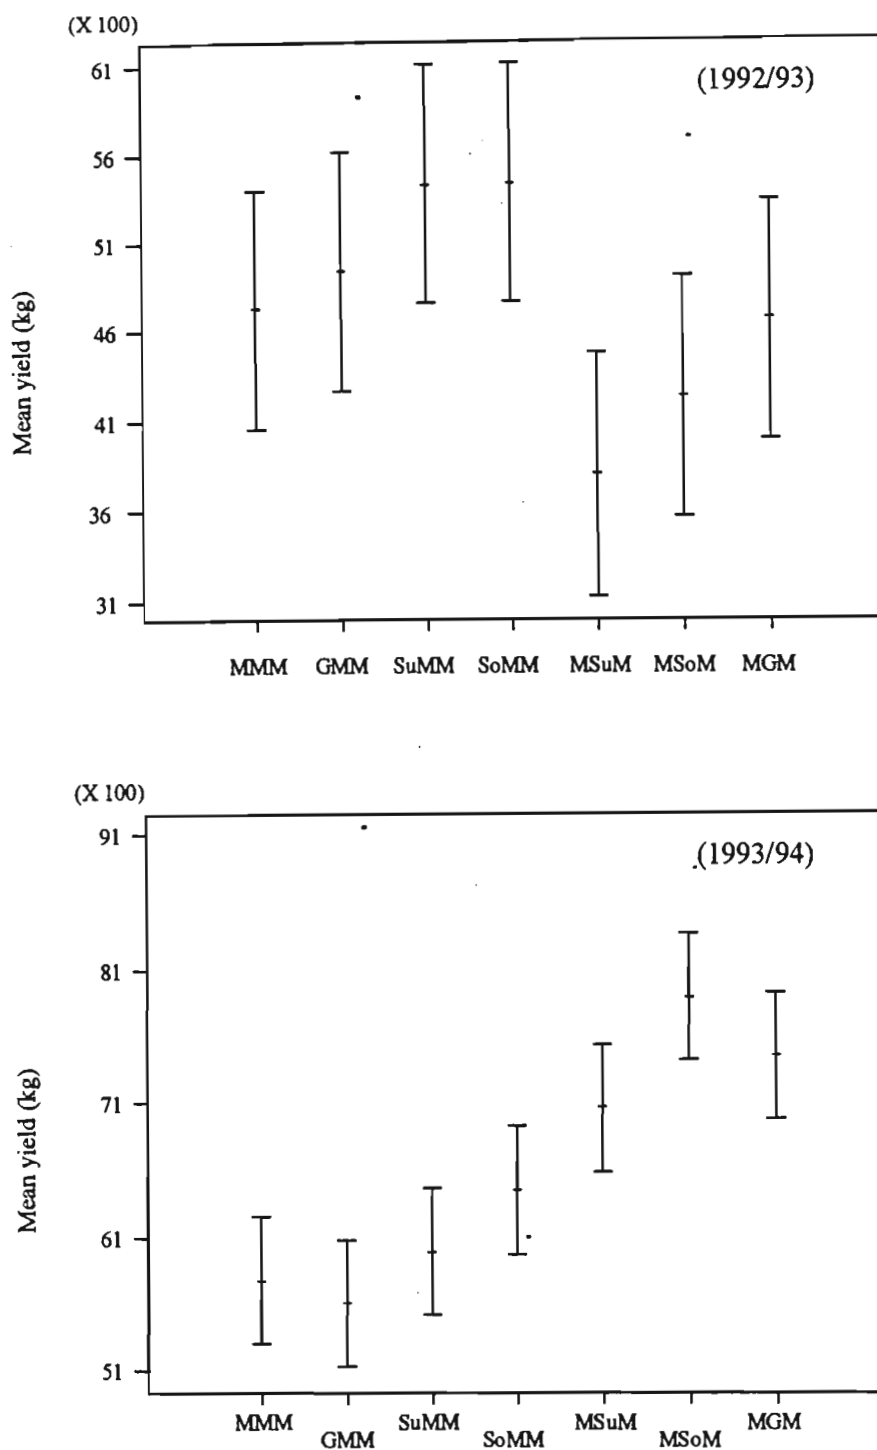 (X 100)
(1992/93)
61
56
51
46
41
36
31
Mean yield (kg)
MMM GMM SuMM SoMM MSuM MSoM MGM
(X 100)
(1993/94)
91
81
71
61
51
Mean yield (kg)
MMM GMM SuMM SoMM MSuM MSoM MGM